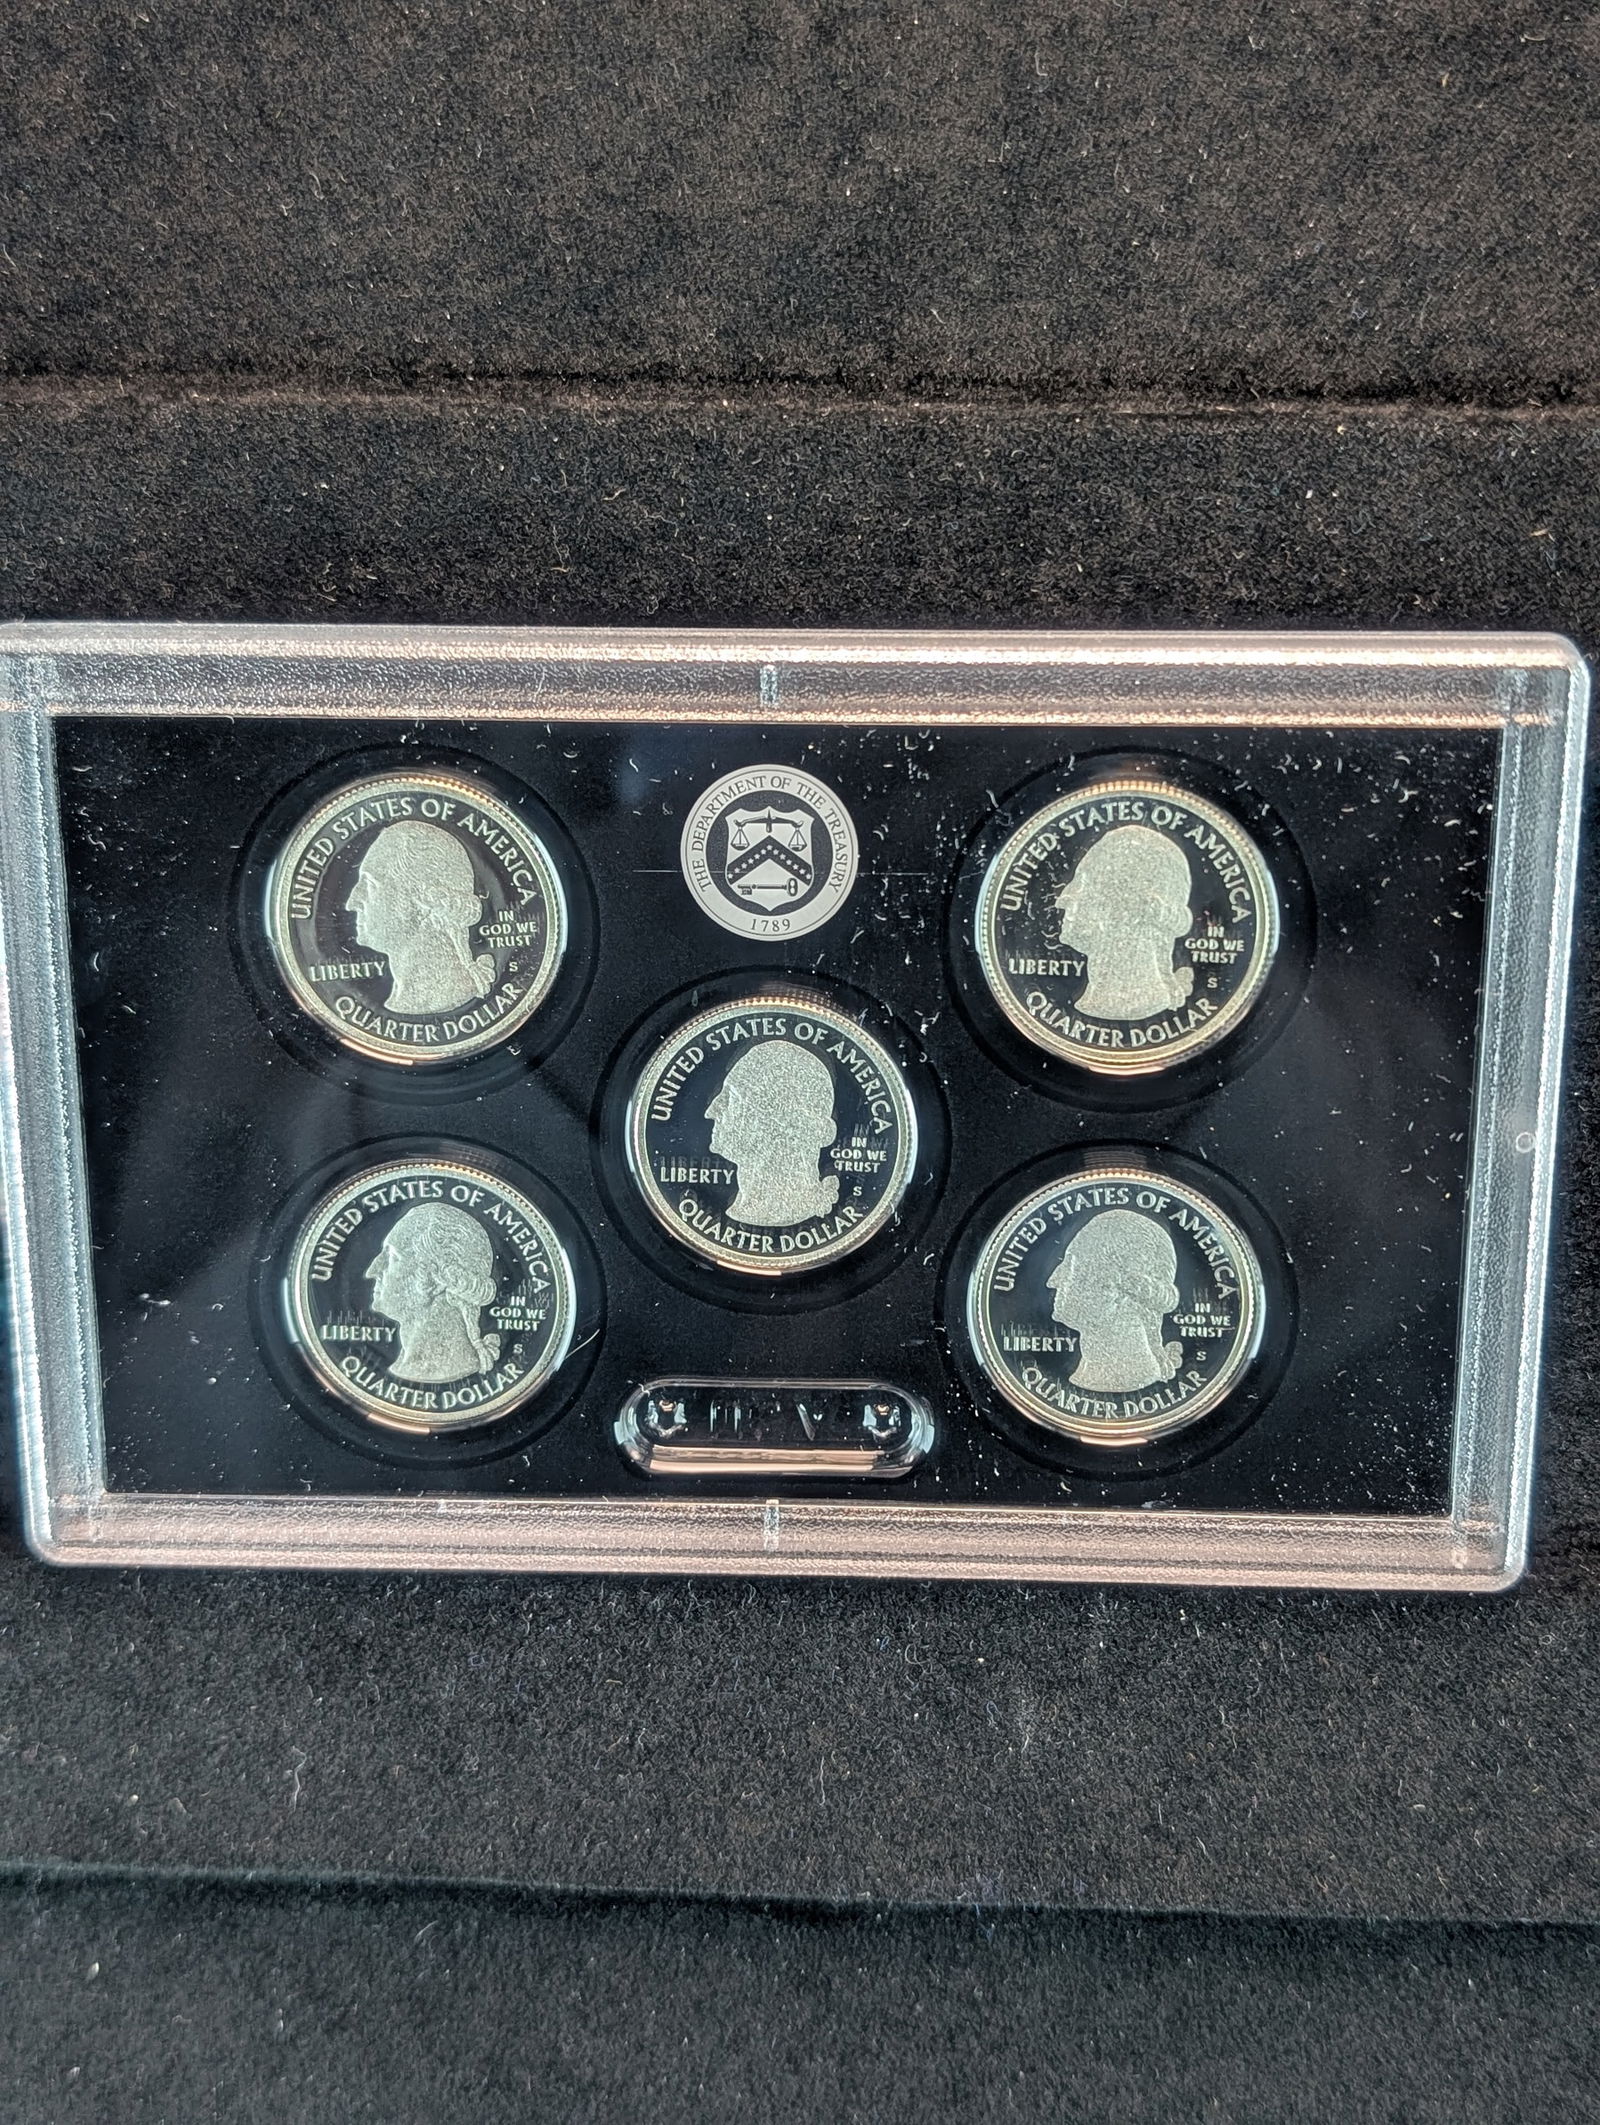 UNITED STATES OF AMERICA
IN
GOD WE
TRUST
LIBERTY
S
QUARTER DOLLAR
THE DEPARTMENT OF THE TREASURY
1789
UNITED STATES OF AMERICA
IN
GOD WE
TRUST
LIBERTY
S
QUARTER DOLLAR
UNITED STATES OF AMERICA
IN
GOD WE
TRUST
LIBERTY
S
QUARTER DOLLAR
UNITED STATES OF AMERICA
IN
GOD WE
TRUST
LIBERTY
S
QUARTER DOLLAR
UNITED STATES OF AMERICA
IN
GOD WE
TRUST
LIBERTY
S
QUARTER DOLLAR